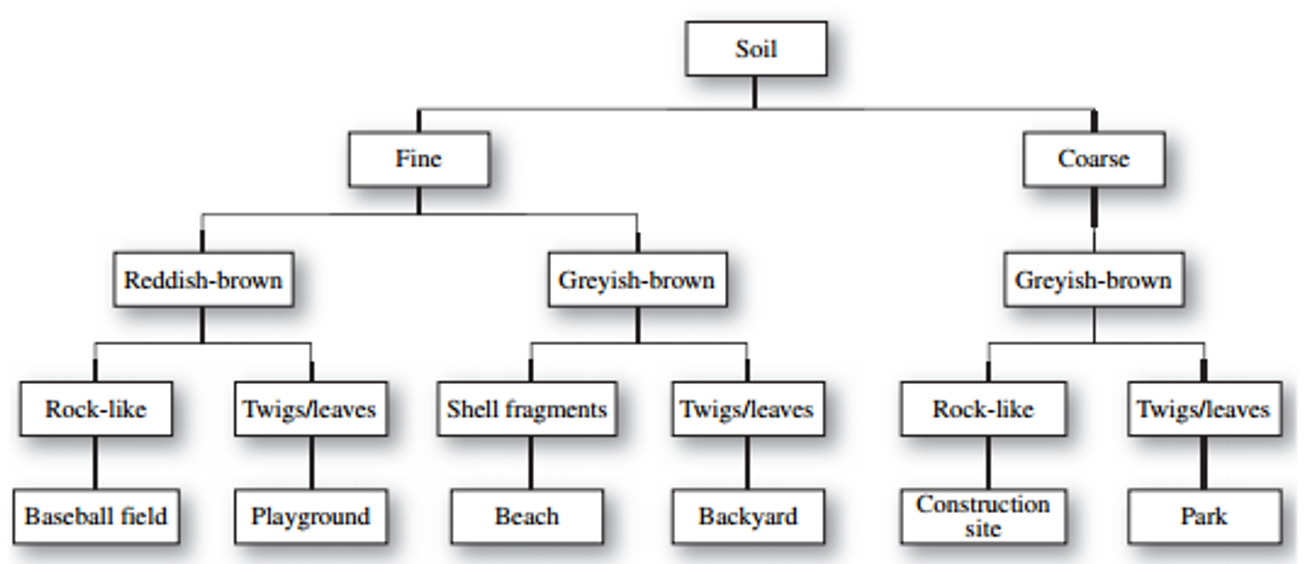 Soil
Fine
Coarse
Reddish-brown
Greyish-brown
Greyish-brown
Rock-like
Twigs/leaves
Shell fragments
Twigs/leaves
Rock-like
Twigs/leaves
Baseball field
Playground
Beach
Backyard
Construction
site
Park